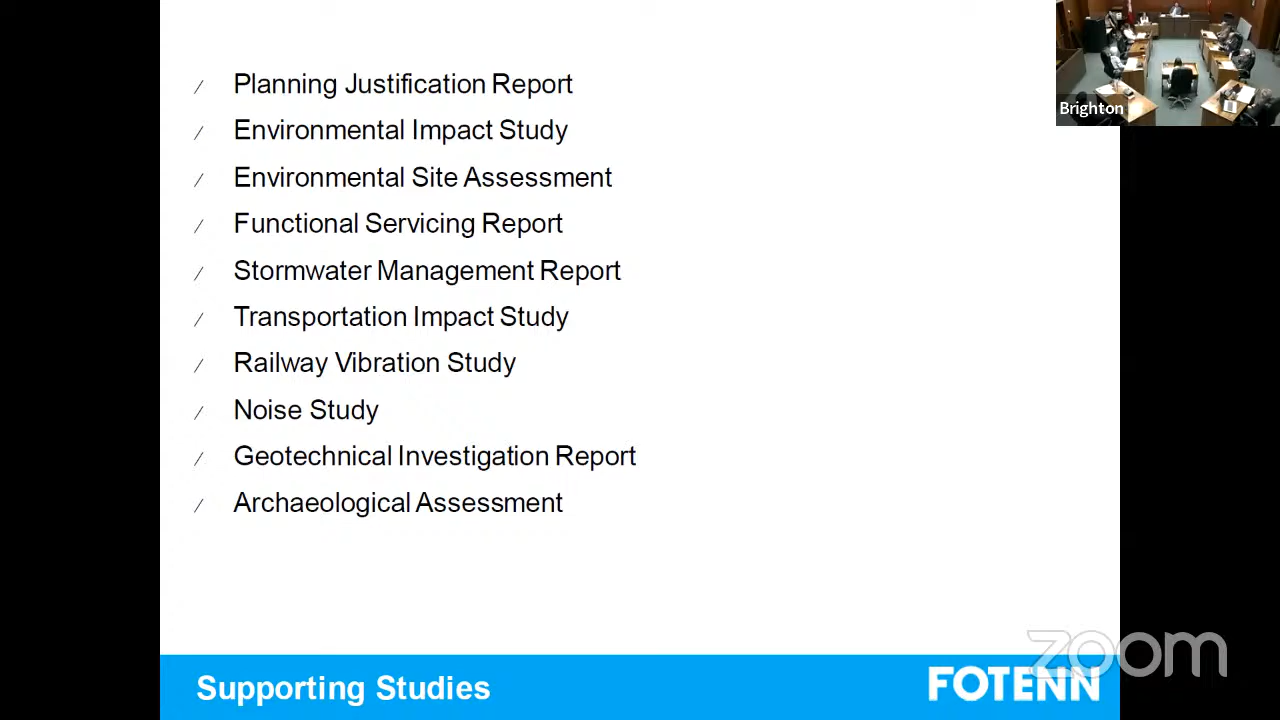 Brighton
/ Planning Justification Report
/ Environmental Impact Study
/ Environmental Site Assessment
/ Functional Servicing Report
/ Stormwater Management Report
/ Transportation Impact Study
/ Railway Vibration Study
/ Noise Study
/ Geotechnical Investigation Report
/ Archaeological Assessment
Supporting Studies
FOTENN
zoom